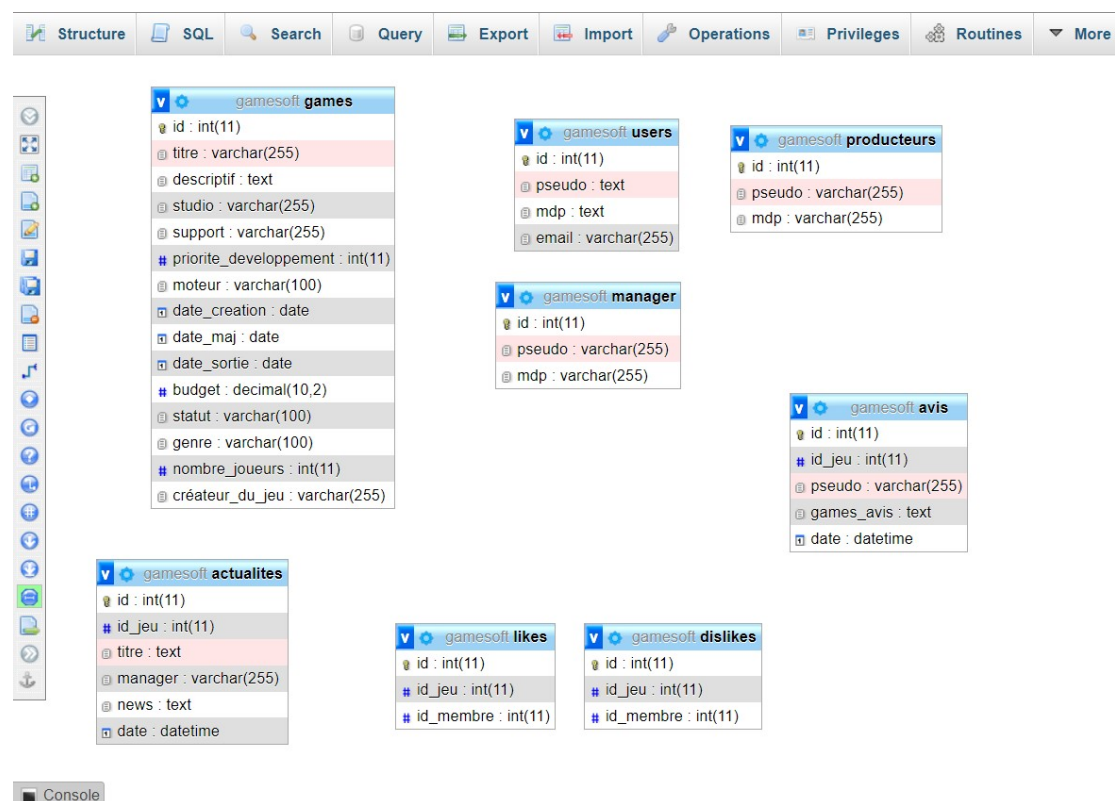 Structure SQL Search Query Export Import Operations Privileges Routines More
gamesoft games
id : int(11)
titre : varchar(255)
descriptif : text
studio : varchar(255)
support : varchar(255)
priorite_developpement : int(11)
moteur : varchar(100)
date_creation : date
date_maj : date
date_sortie : date
budget : decimal(10,2)
statut : varchar(100)
genre : varchar(100)
nombre_joueurs : int(11)
créateur_du_jeu : varchar(255)
gamesoft users
id : int(11)
pseudo : text
mdp : text
email : varchar(255)
gamesoft producteurs
id : int(11)
pseudo : varchar(255)
mdp : varchar(255)
gamesoft manager
id : int(11)
pseudo : varchar(255)
mdp : varchar(255)
gamesoft avis
id : int(11)
id_jeu : int(11)
pseudo : varchar(255)
games_avis : text
date : datetime
gamesoft actualites
id : int(11)
id_jeu : int(11)
titre : text
manager : varchar(255)
news : text
date : datetime
gamesoft likes
id : int(11)
id_jeu : int(11)
id_membre : int(11)
gamesoft dislikes
id : int(11)
id_jeu : int(11)
id_membre : int(11)
Console